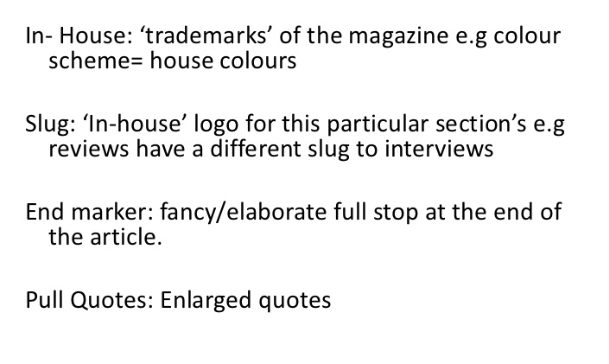 In- House: ‘trademarks’ of the magazine e.g colour
scheme= house colours
Slug: ‘In-house’ logo for this particular section’s e.g
reviews have a different slug to interviews
End marker: fancy/elaborate full stop at the end of
the article.
Pull Quotes: Enlarged quotes